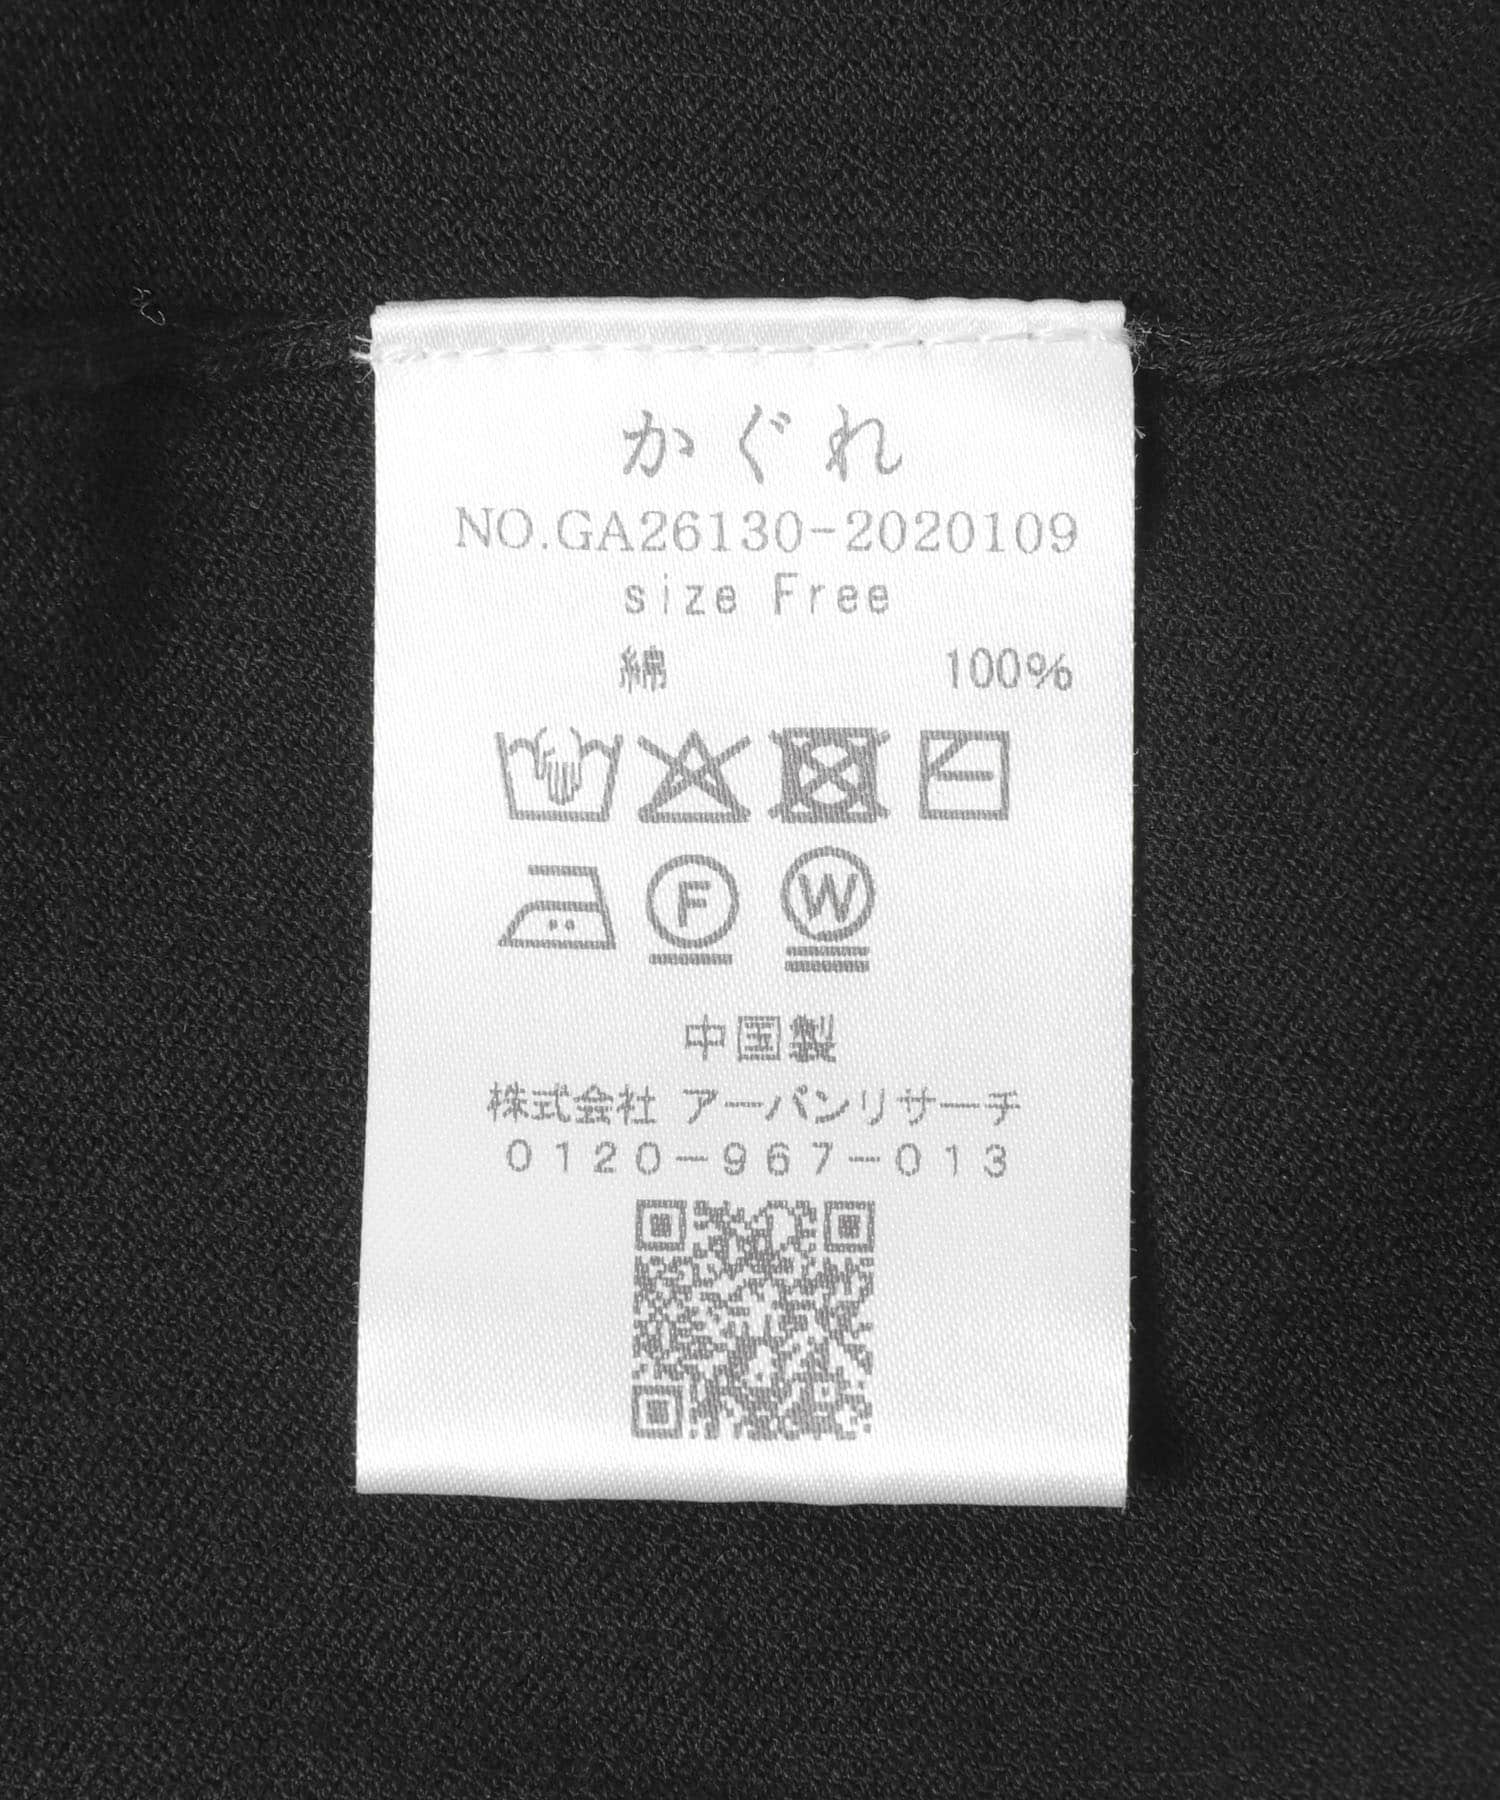 かぐれ
NO.GA26130-2020109
size Free
綿 100%
F W
中国製
株式会社 アーバンリサーチ
0120-967-013